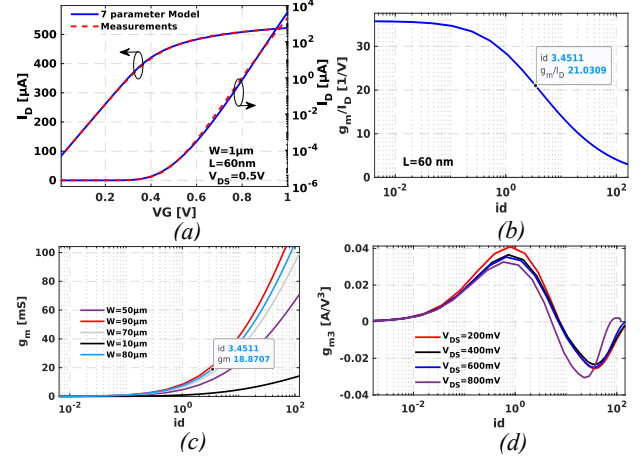 (a)
7 parameter Model
Measurements
I_D [µA]
600
500
400
300
200
100
0
10^4
10^2
10^0
10^-2
10^-4
10^-6
I_D [µA]
W=1µm
L=60nm
V_DS=0.5V
0.2
0.4
0.6
0.8
1
VG [V]
(a)
(b)
g_m/I_D [1/V]
40
30
20
10
0
id 3.4511
g_m/I_D 21.0309
L=60 nm
10^-2
10^0
10^2
id
(b)
(c)
g_m [mS]
100
80
60
40
20
0
W=50µm
W=90µm
W=70µm
W=10µm
W=80µm
id 3.4511
gm 18.8707
10^-2
10^0
10^2
id
(c)
g_m3 [A/V^3]
0.04
0.02
0
-0.02
-0.04
V_DS=200mV
V_DS=400mV
V_DS=600mV
V_DS=800mV
10^-2
10^0
10^2
id
(d)